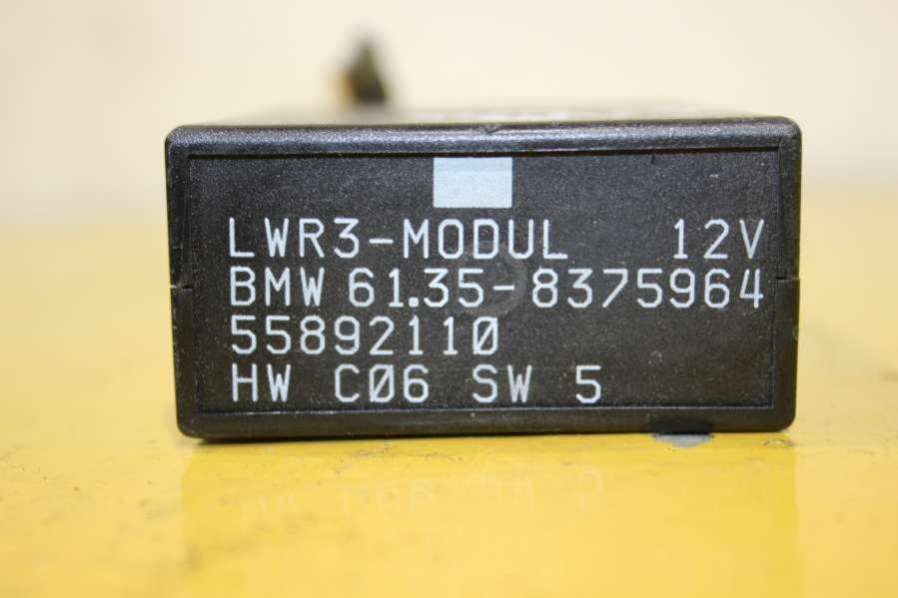 LWR3-MODUL 12V
BMW 61.35-8375964
55892110
HW C06 SW 5